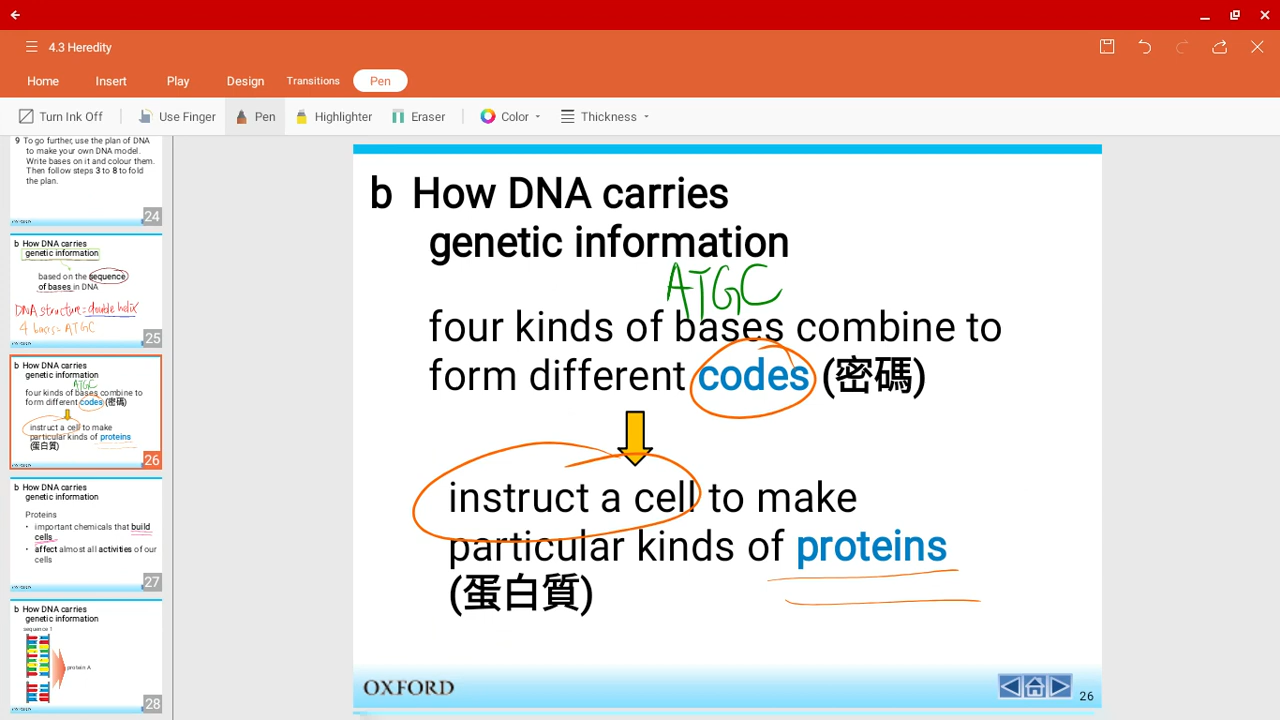 4.3 Heredity
Home Insert Play Design Transitions Pen
Turn Ink Off Use Finger Pen Highlighter Eraser Color Thickness
9 To go further, use the plan of DNA
to make your own DNA model.
Write bases on it and colour them.
Then follow steps 3 to 8 to fold
the plan.
24
b How DNA carries
genetic information
based on the sequence
of bases in DNA
DNA structure = double helix
4 bases = ATGC
25
b How DNA carries
genetic information
ATGC
four kinds of bases combine to
form different codes (密碼)
instruct a cell to make
particular kinds of proteins
(蛋白質)
26
b How DNA carries
genetic information
Proteins
• important chemicals that build
cells
• affect almost all activities of our
cells
27
b How DNA carries
genetic information
sequence 1
protein A
28
b How DNA carries
genetic information
ATGC
four kinds of bases combine to
form different codes (密碼)
instruct a cell to make
particular kinds of proteins
(蛋白質)
OXFORD
26